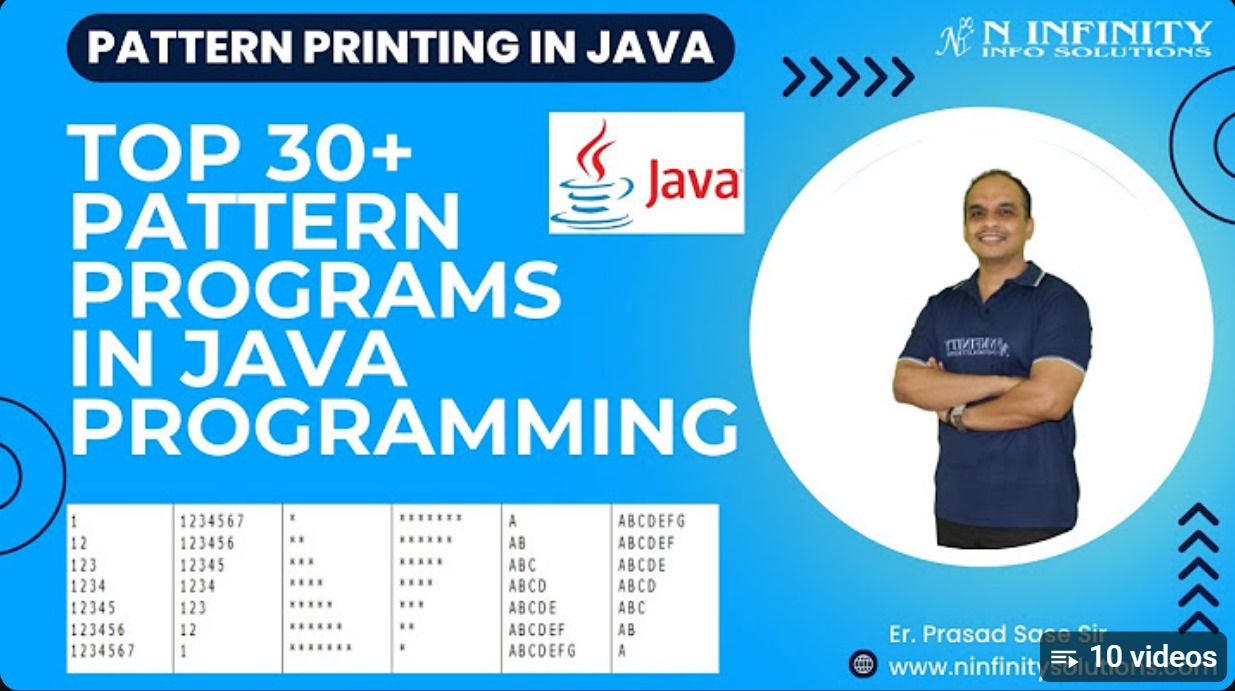 PATTERN PRINTING IN JAVA
N INFINITY
INFO SOLUTIONS
TOP 30+
PATTERN
PROGRAMS
IN JAVA
PROGRAMMING
Java
1 1234567 * ******* A ABCDEFG
12 123456 ** ****** AB ABCDEF
123 12345 *** ***** ABC ABCDE
1234 1234 **** **** ABCD ABCD
12345 123 ***** *** ABCDE ABC
123456 12 ****** ** ABCDEF AB
1234567 1 ******* * ABCDEFG A
Er. Prasad Sase Sir
www.ninfinitysolutions.com
10 videos